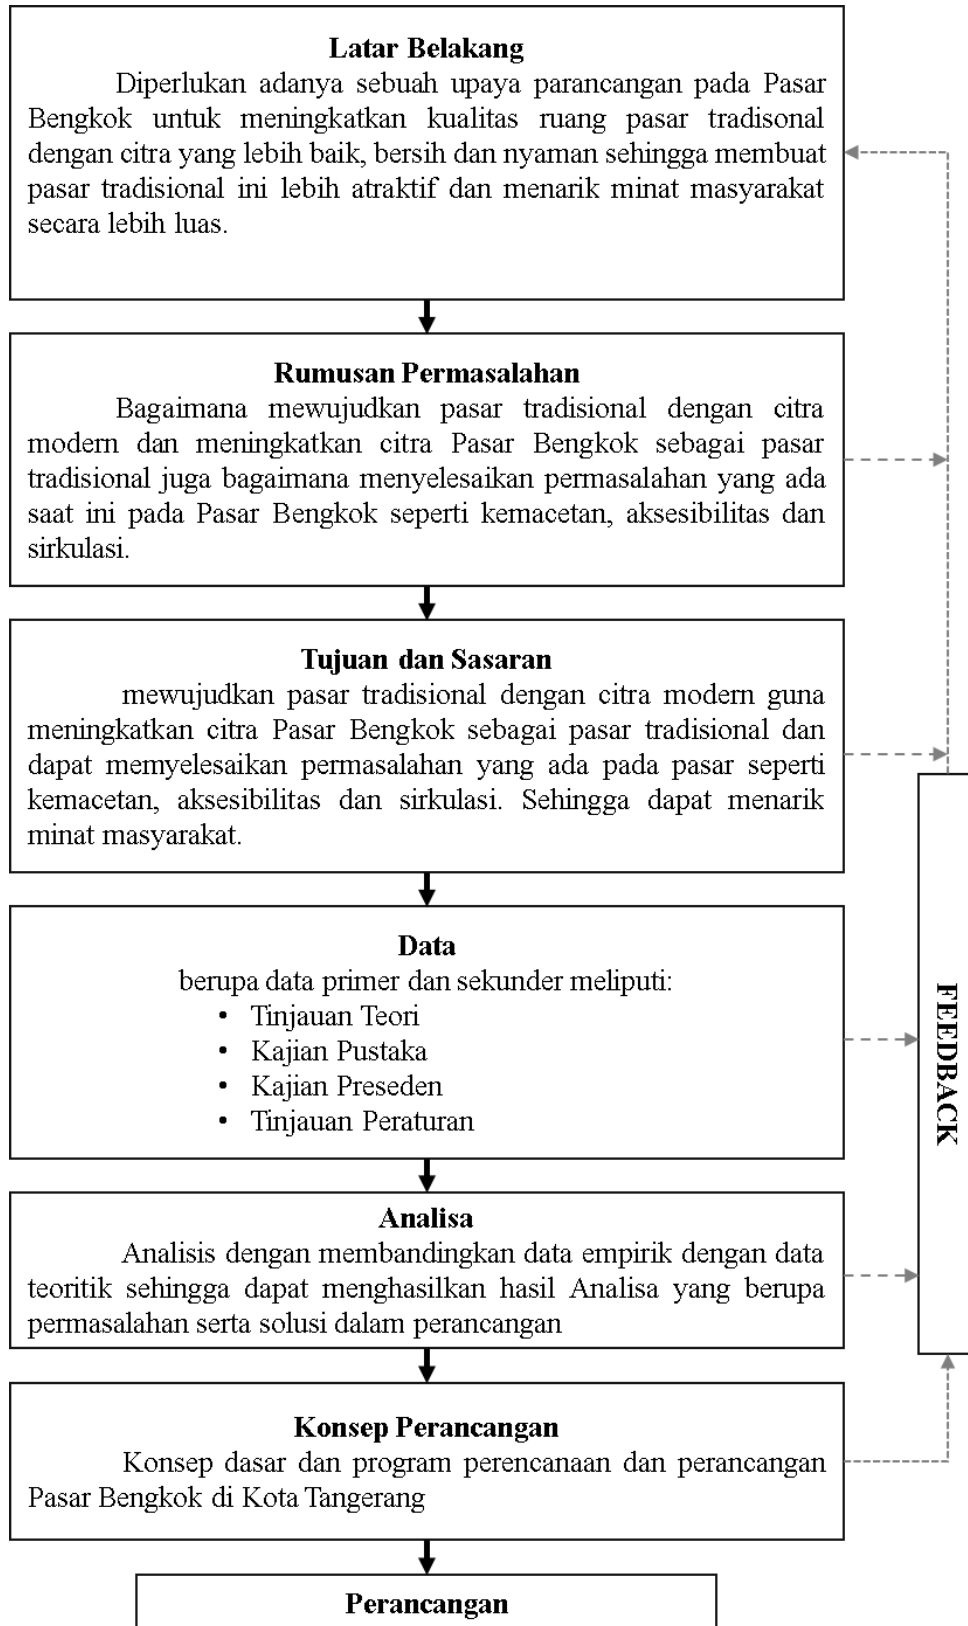 Latar Belakang
Diperlukan adanya sebuah upaya parancangan pada Pasar
Bengkok untuk meningkatkan kualitas ruang pasar tradisonal
dengan citra yang lebih baik, bersih dan nyaman sehingga membuat
pasar tradisional ini lebih atraktif dan menarik minat masyarakat
secara lebih luas.
Rumusan Permasalahan
Bagaimana mewujudkan pasar tradisional dengan citra
modern dan meningkatkan citra Pasar Bengkok sebagai pasar
tradisional juga bagaimana menyelesaikan permasalahan yang ada
saat ini pada Pasar Bengkok seperti kemacetan, aksesibilitas dan
sirkulasi.
Tujuan dan Sasaran
mewujudkan pasar tradisional dengan citra modern guna
meningkatkan citra Pasar Bengkok sebagai pasar tradisional dan
dapat memyelesaikan permasalahan yang ada pada pasar seperti
kemacetan, aksesibilitas dan sirkulasi. Sehingga dapat menarik
minat masyarakat.
Data
berupa data primer dan sekunder meliputi:
• Tinjauan Teori
• Kajian Pustaka
• Kajian Preseden
• Tinjauan Peraturan
Analisa
Analisis dengan membandingkan data empirik dengan data
teoritik sehingga dapat menghasilkan hasil Analisa yang berupa
permasalahan serta solusi dalam perancangan
Konsep Perancangan
Konsep dasar dan program perencanaan dan perancangan
Pasar Bengkok di Kota Tangerang
Perancangan
FEEDBACK